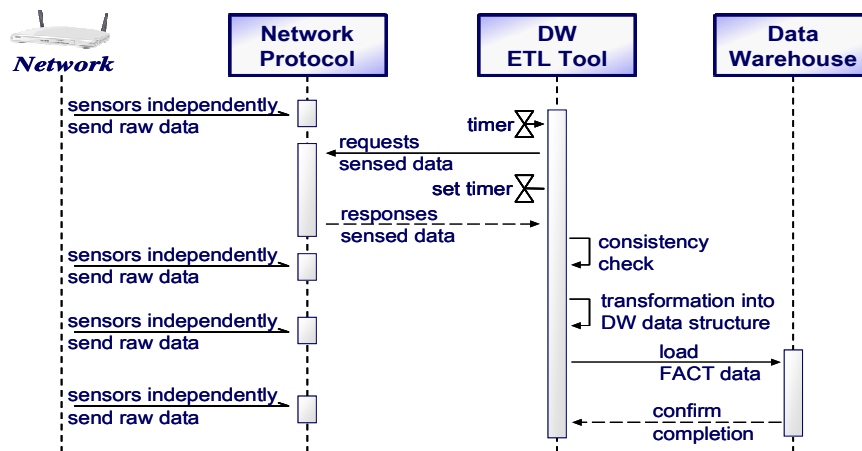 Network
Network
Protocol
DW
ETL Tool
Data
Warehouse
sensors independently
send raw data
timer
requests
sensed data
set timer
responses
sensed data
consistency
check
sensors independently
send raw data
transformation into
DW data structure
sensors independently
send raw data
load
FACT data
sensors independently
send raw data
confirm
completion